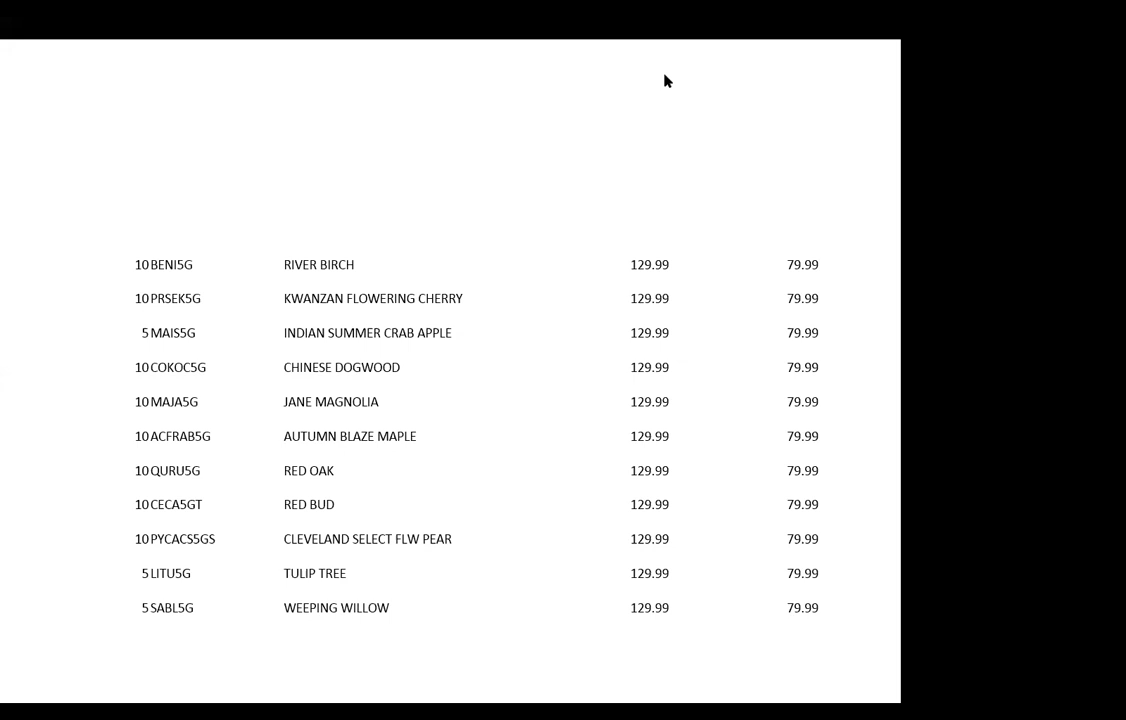 10 BENI5G RIVER BIRCH 129.99 79.99
10 PRSEK5G KWANZAN FLOWERING CHERRY 129.99 79.99
5 MAIS5G INDIAN SUMMER CRAB APPLE 129.99 79.99
10 COKOC5G CHINESE DOGWOOD 129.99 79.99
10 MAJA5G JANE MAGNOLIA 129.99 79.99
10 ACFRAB5G AUTUMN BLAZE MAPLE 129.99 79.99
10 QURU5G RED OAK 129.99 79.99
10 CECA5GT RED BUD 129.99 79.99
10 PYCACS5GS CLEVELAND SELECT FLW PEAR 129.99 79.99
5 LITU5G TULIP TREE 129.99 79.99
5 SABL5G WEEPING WILLOW 129.99 79.99